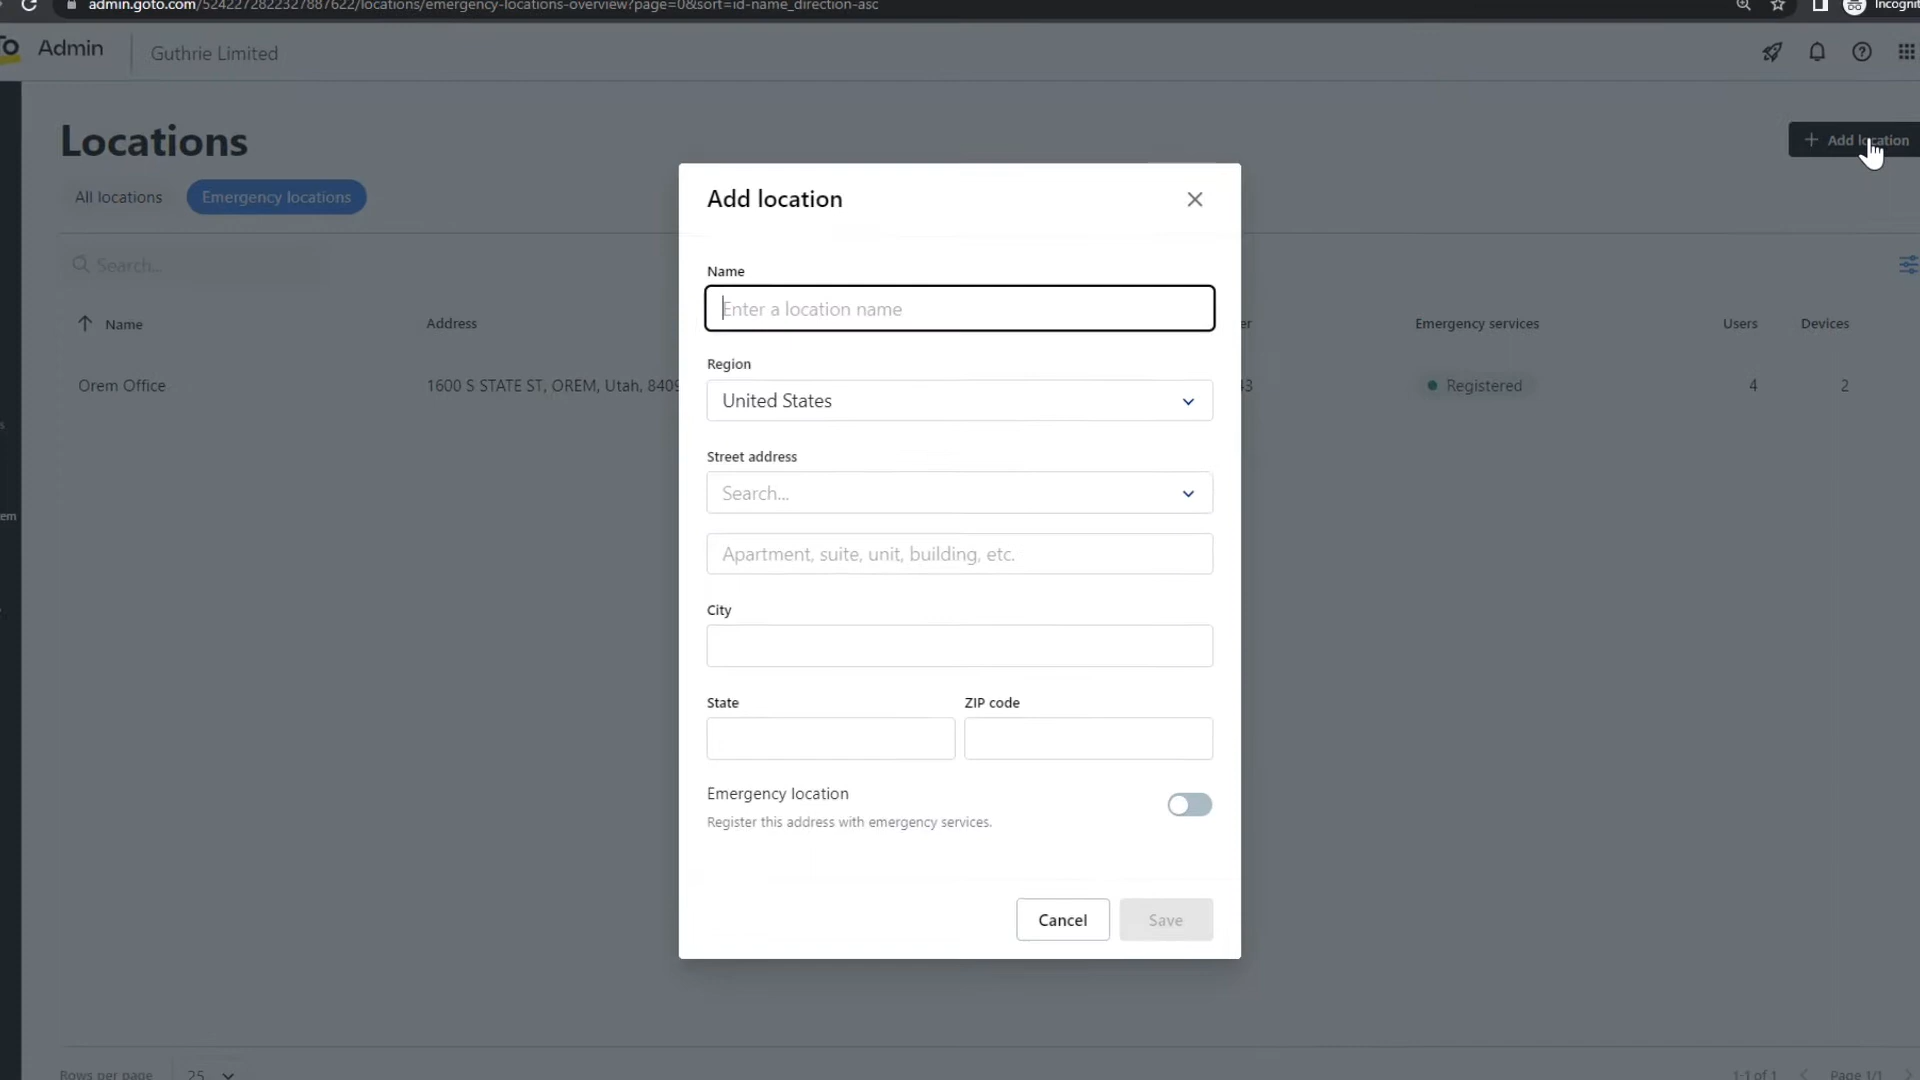 admin.goto.com/5242272822327887622/locations/emergency-locations-overview?page=0&sort=id-name_direction-asc
Incognit
To Admin Guthrie Limited
Locations
+ Add location
All locations Emergency locations
Search...
Name Address er Emergency services Users Devices
Orem Office 1600 S STATE ST, OREM, Utah, 8409 43 Registered 4 2
Add location
Name
Enter a location name
Region
United States
Street address
Search...
Apartment, suite, unit, building, etc.
City
State ZIP code
Emergency location
Register this address with emergency services.
Cancel Save
s
em
Rows per page 25 1-1 of 1 Page 1/1